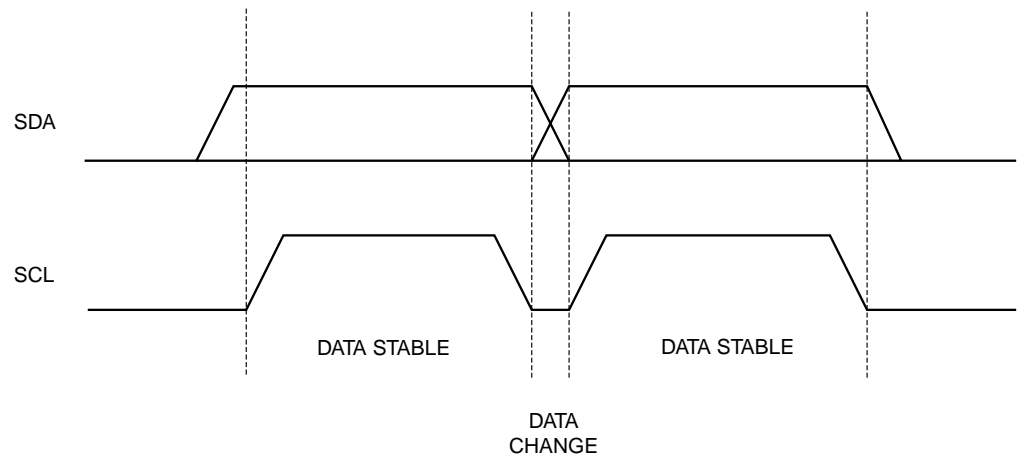 SDA
SCL
DATA STABLE
DATA STABLE
DATA
CHANGE